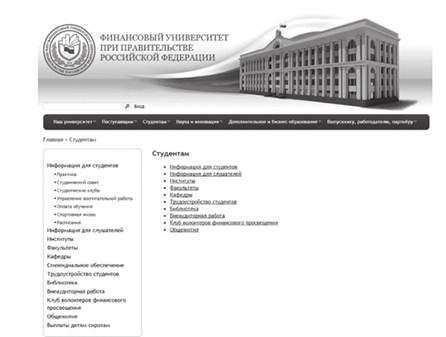 ФИНАНСОВЫЙ УНИВЕРСИТЕТ
ПРИ ПРАВИТЕЛЬСТВЕ
РОССИЙСКОЙ ФЕДЕРАЦИИ
Вход
Наш университет Поступающим Студентам Наука и инновации Дополнительное и бизнес-образование Выпускнику, работодателю, партнёру
Главная » Студентам
Информация для студентов
• Практика
• Студенческий совет
• Студенческие клубы
• Управление воспитательной работы
• Оплата обучения
• Спортивная жизнь
• Расписания
Информация для слушателей
Институты
Факультеты
Кафедры
Стипендиальное обеспечение
Трудоустройство студентов
Библиотека
Внеаудиторная работа
Клуб волонтеров финансового
просвещения
Общежития
Выплаты детям-сиротам
Студентам
• Информация для студентов
• Информация для слушателей
• Институты
• Факультеты
• Кафедры
• Трудоустройство студентов
• Библиотека
• Внеаудиторная работа
• Клуб волонтеров финансового просвещения
• Общежития